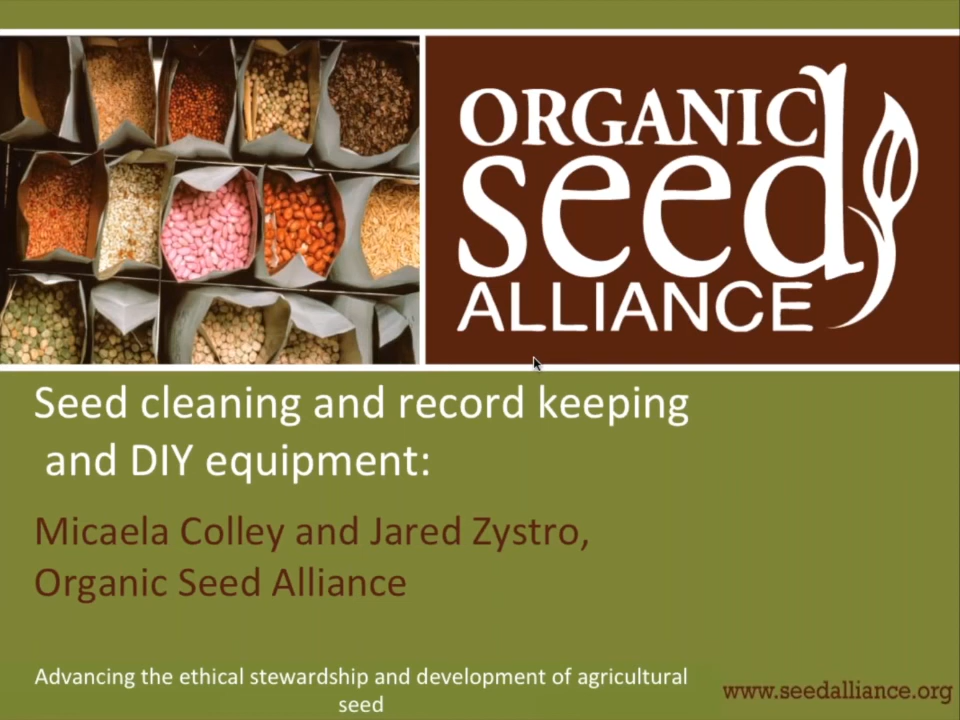 ORGANIC
seed
ALLIANCE
Seed cleaning and record keeping
and DIY equipment:
Micaela Colley and Jared Zystro,
Organic Seed Alliance
Advancing the ethical stewardship and development of agricultural
seed
www.seedalliance.org